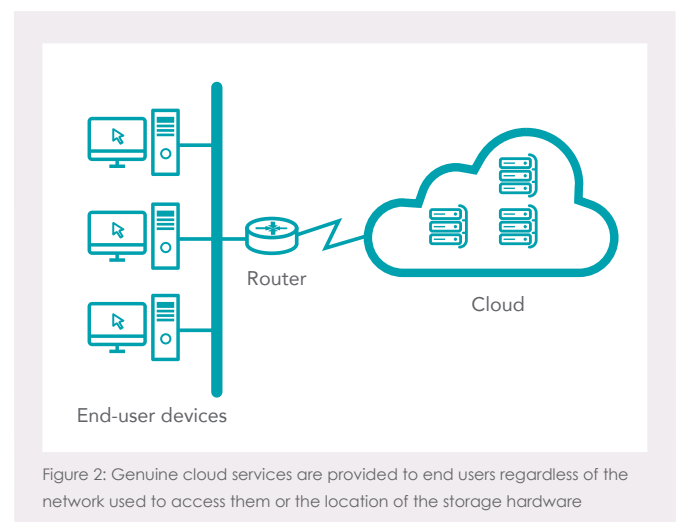 Router
Cloud
End-user devices
Figure 2: Genuine cloud services are provided to end users regardless of the
network used to access them or the location of the storage hardware